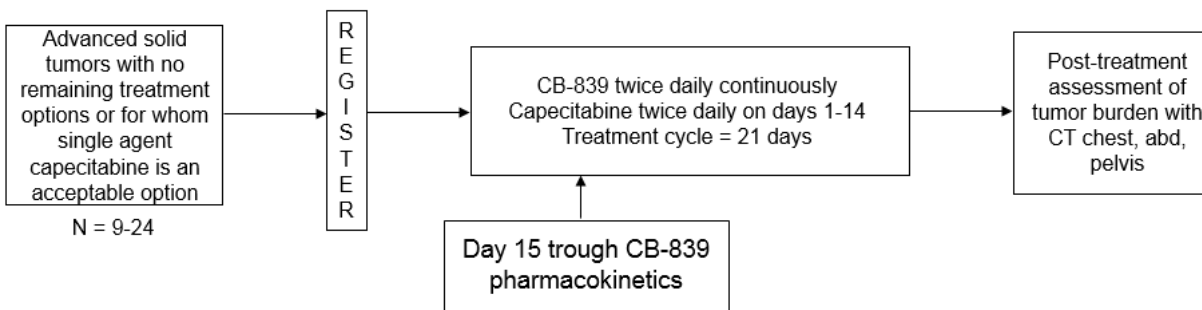 Advanced solid
tumors with no
remaining treatment
options or for whom
single agent
capecitabine is an
acceptable option
N = 9-24
R
E
G
I
S
T
E
R
CB-839 twice daily continuously
Capecitabine twice daily on days 1-14
Treatment cycle = 21 days
Day 15 trough CB-839
pharmacokinetics
Post-treatment
assessment of
tumor burden with
CT chest, abd,
pelvis